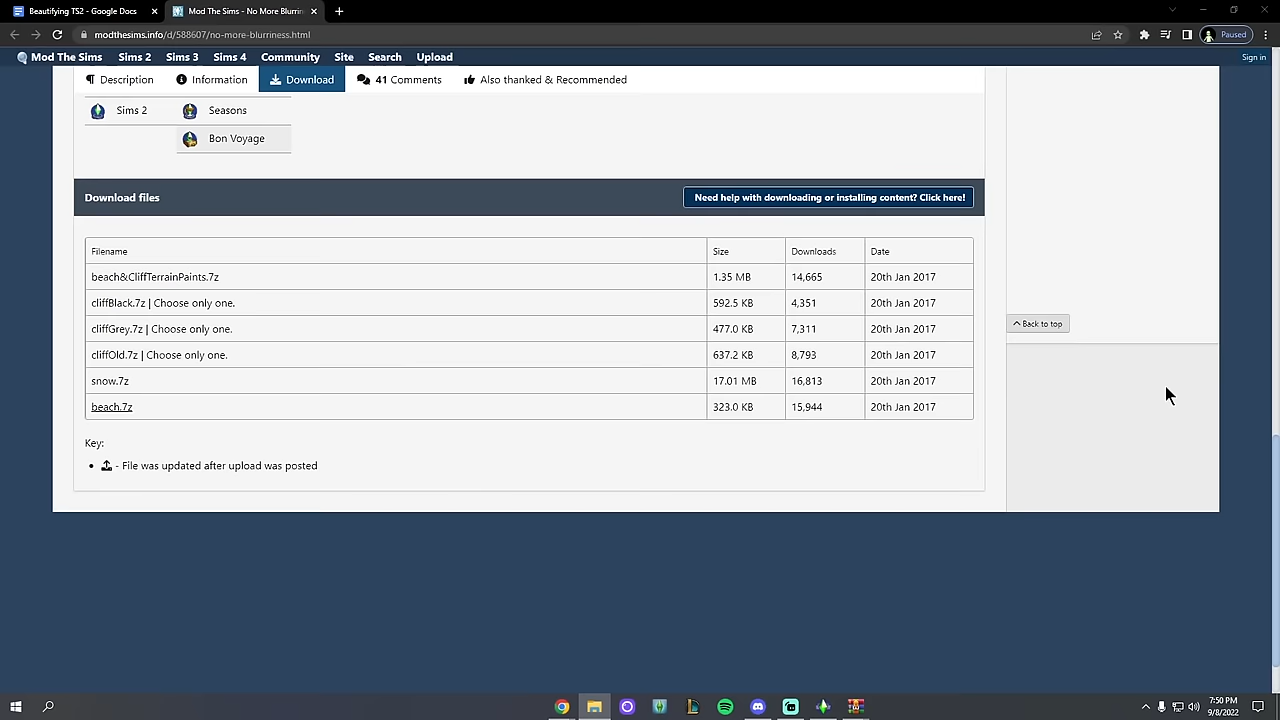 Beautifying TS2 - Google Docs
Mod The Sims - No More Blurrine
modthesims.info/d/588607/no-more-blurriness.html
Paused
Mod The Sims Sims 2 Sims 3 Sims 4 Community Site Search Upload Sign in
Description Information Download 41 Comments Also thanked & Recommended
Sims 2 Seasons
Bon Voyage
Download files Need help with downloading or installing content? Click here!
Filename Size Downloads Date
beach&CliffTerrainPaints.7z 1.35 MB 14,665 20th Jan 2017
cliffBlack.7z | Choose only one. 592.5 KB 4,351 20th Jan 2017
cliffGrey.7z | Choose only one. 477.0 KB 7,311 20th Jan 2017
Back to top
cliffOld.7z | Choose only one. 637.2 KB 8,793 20th Jan 2017
snow.7z 17.01 MB 16,813 20th Jan 2017
beach.7z 323.0 KB 15,944 20th Jan 2017
Key:
• - File was updated after upload was posted
7:50 PM
9/8/2022